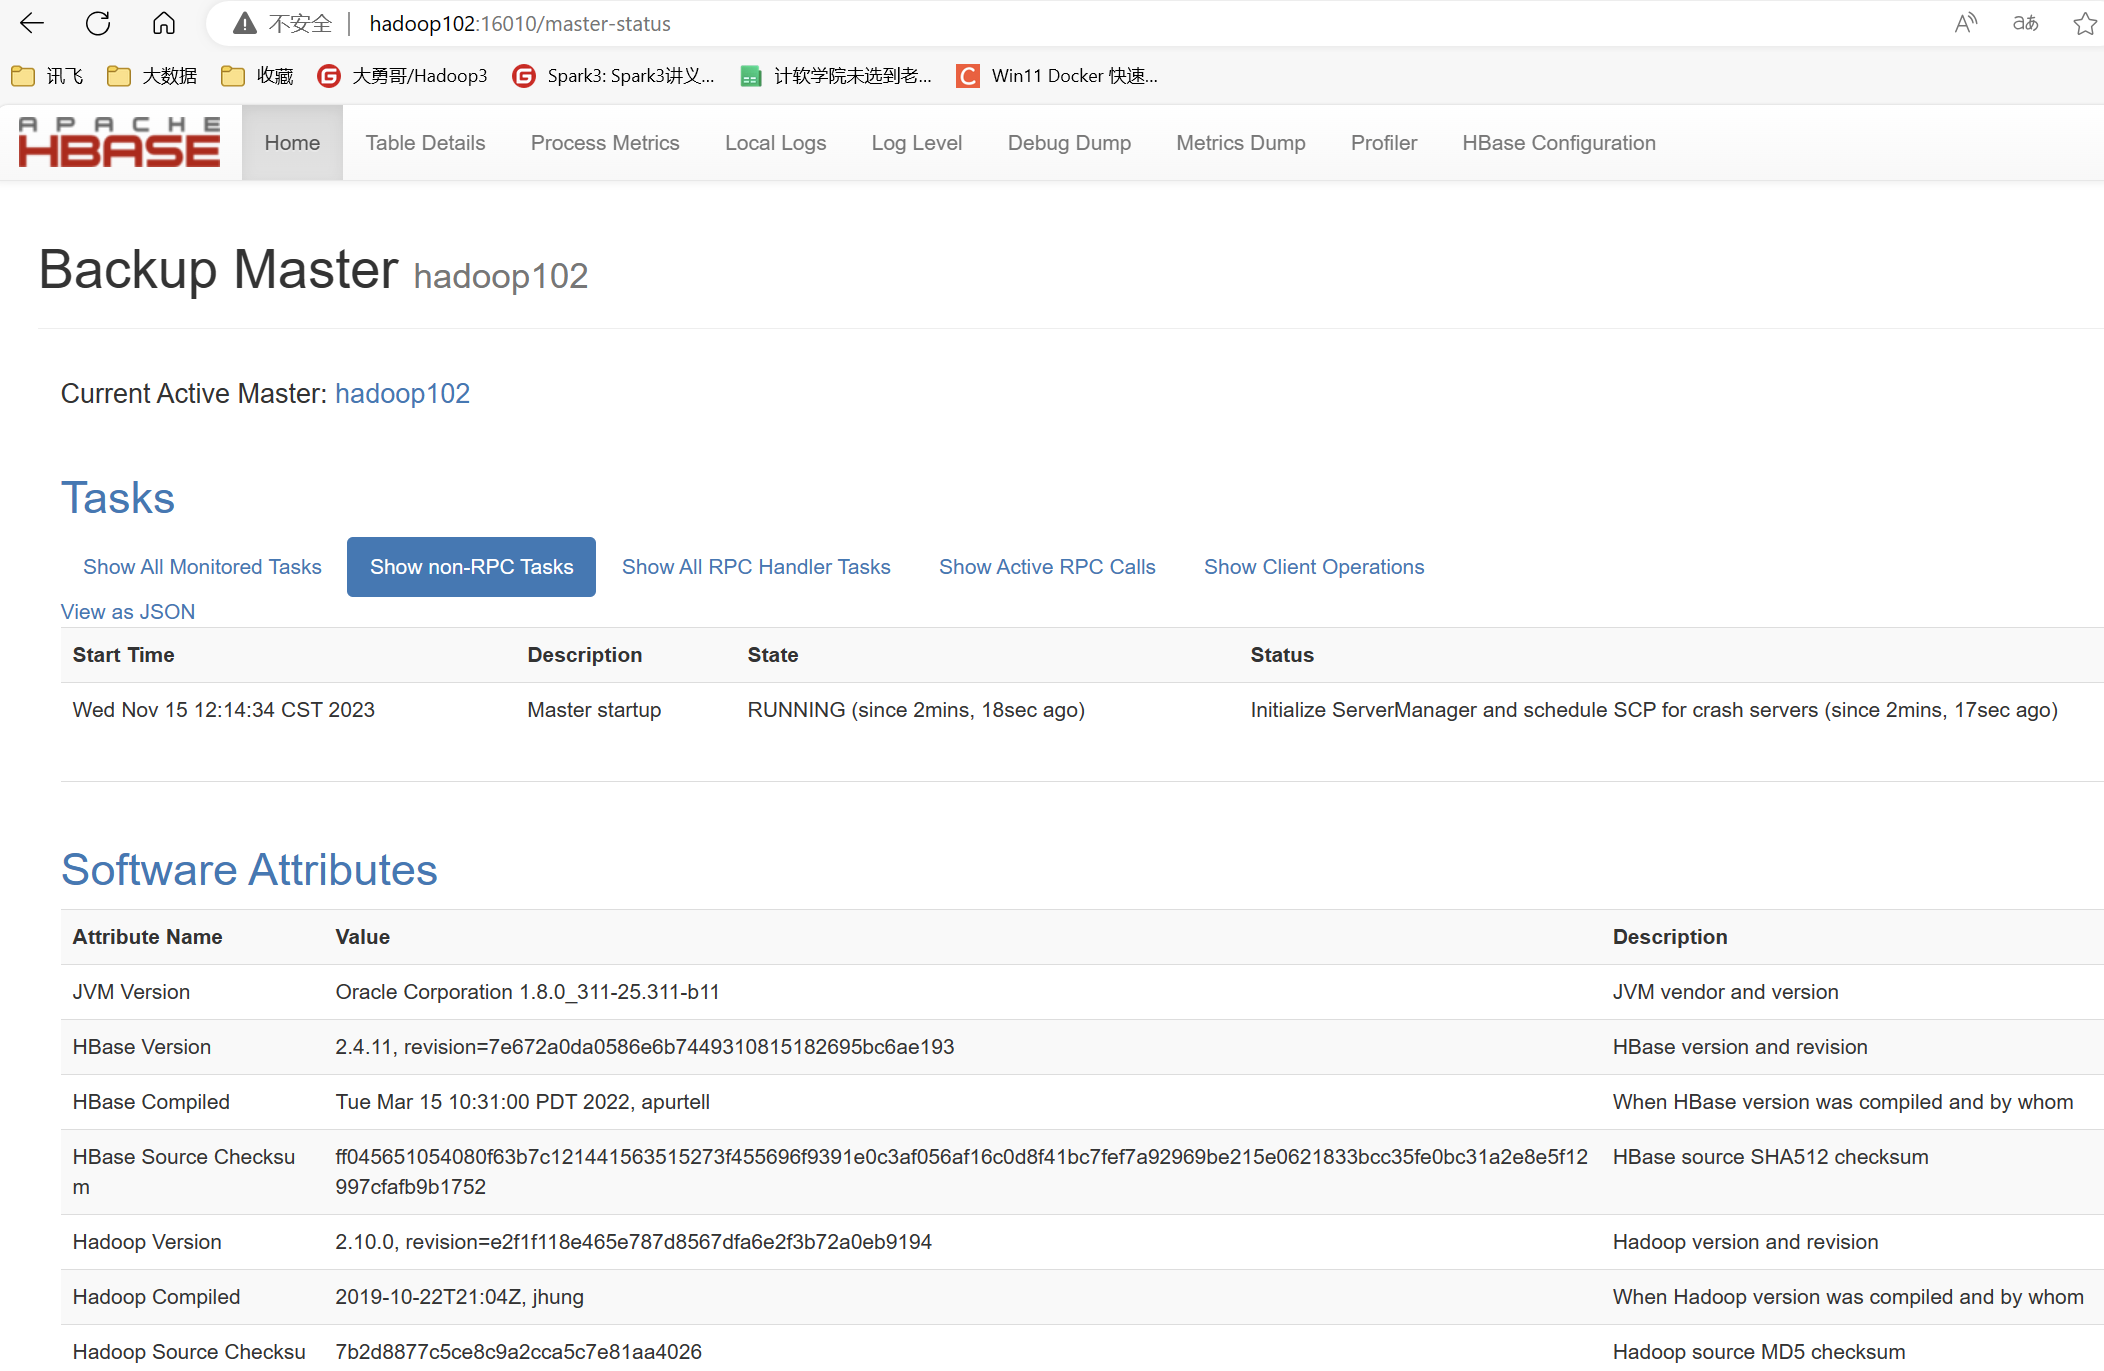 不安全 hadoop102:16010/master-status
讯飞 大数据 收藏 大勇哥/Hadoop3 Spark3: Spark3讲义... 计软学院未选到老... Win11 Docker 快速...
APACHE HBASE Home Table Details Process Metrics Local Logs Log Level Debug Dump Metrics Dump Profiler HBase Configuration
Backup Master hadoop102
Current Active Master: hadoop102
Tasks
Show All Monitored Tasks Show non-RPC Tasks Show All RPC Handler Tasks Show Active RPC Calls Show Client Operations
View as JSON
Start Time Description State Status
Wed Nov 15 12:14:34 CST 2023 Master startup RUNNING (since 2mins, 18sec ago) Initialize ServerManager and schedule SCP for crash servers (since 2mins, 17sec ago)
Software Attributes
Attribute Name Value Description
JVM Version Oracle Corporation 1.8.0_311-25.311-b11 JVM vendor and version
HBase Version 2.4.11, revision=7e672a0da0586e6b7449310815182695bc6ae193 HBase version and revision
HBase Compiled Tue Mar 15 10:31:00 PDT 2022, apurtell When HBase version was compiled and by whom
HBase Source Checksu ff045651054080f63b7c121441563515273f455696f9391e0c3af056af16c0d8f41bc7fef7a92969be215e0621833bcc35fe0bc31a2e8e5f12 HBase source SHA512 checksum
m 997cfafb9b1752
Hadoop Version 2.10.0, revision=e2f1f118e465e787d8567dfa6e2f3b72a0eb9194 Hadoop version and revision
Hadoop Compiled 2019-10-22T21:04Z, jhung When Hadoop version was compiled and by whom
Hadoop Source Checksu 7b2d8877c5ce8c9a2cca5c7e81aa4026 Hadoop source MD5 checksum